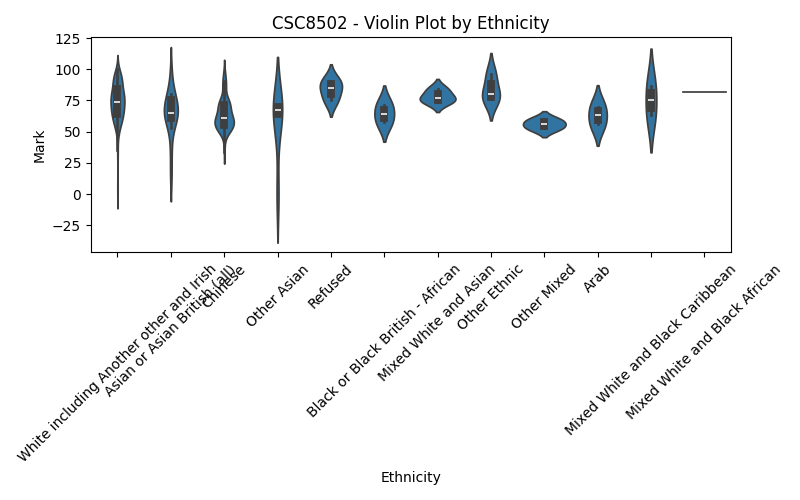 CSC8502 - Violin Plot by Ethnicity
125
100
75
50
25
0
−25
Mark
White including Another other and Irish
Asian or Asian British (all)
Chinese
Other Asian
Refused
Black or Black British - African
Mixed White and Asian
Other Ethnic
Other Mixed
Arab
Mixed White and Black Caribbean
Mixed White and Black African
Ethnicity